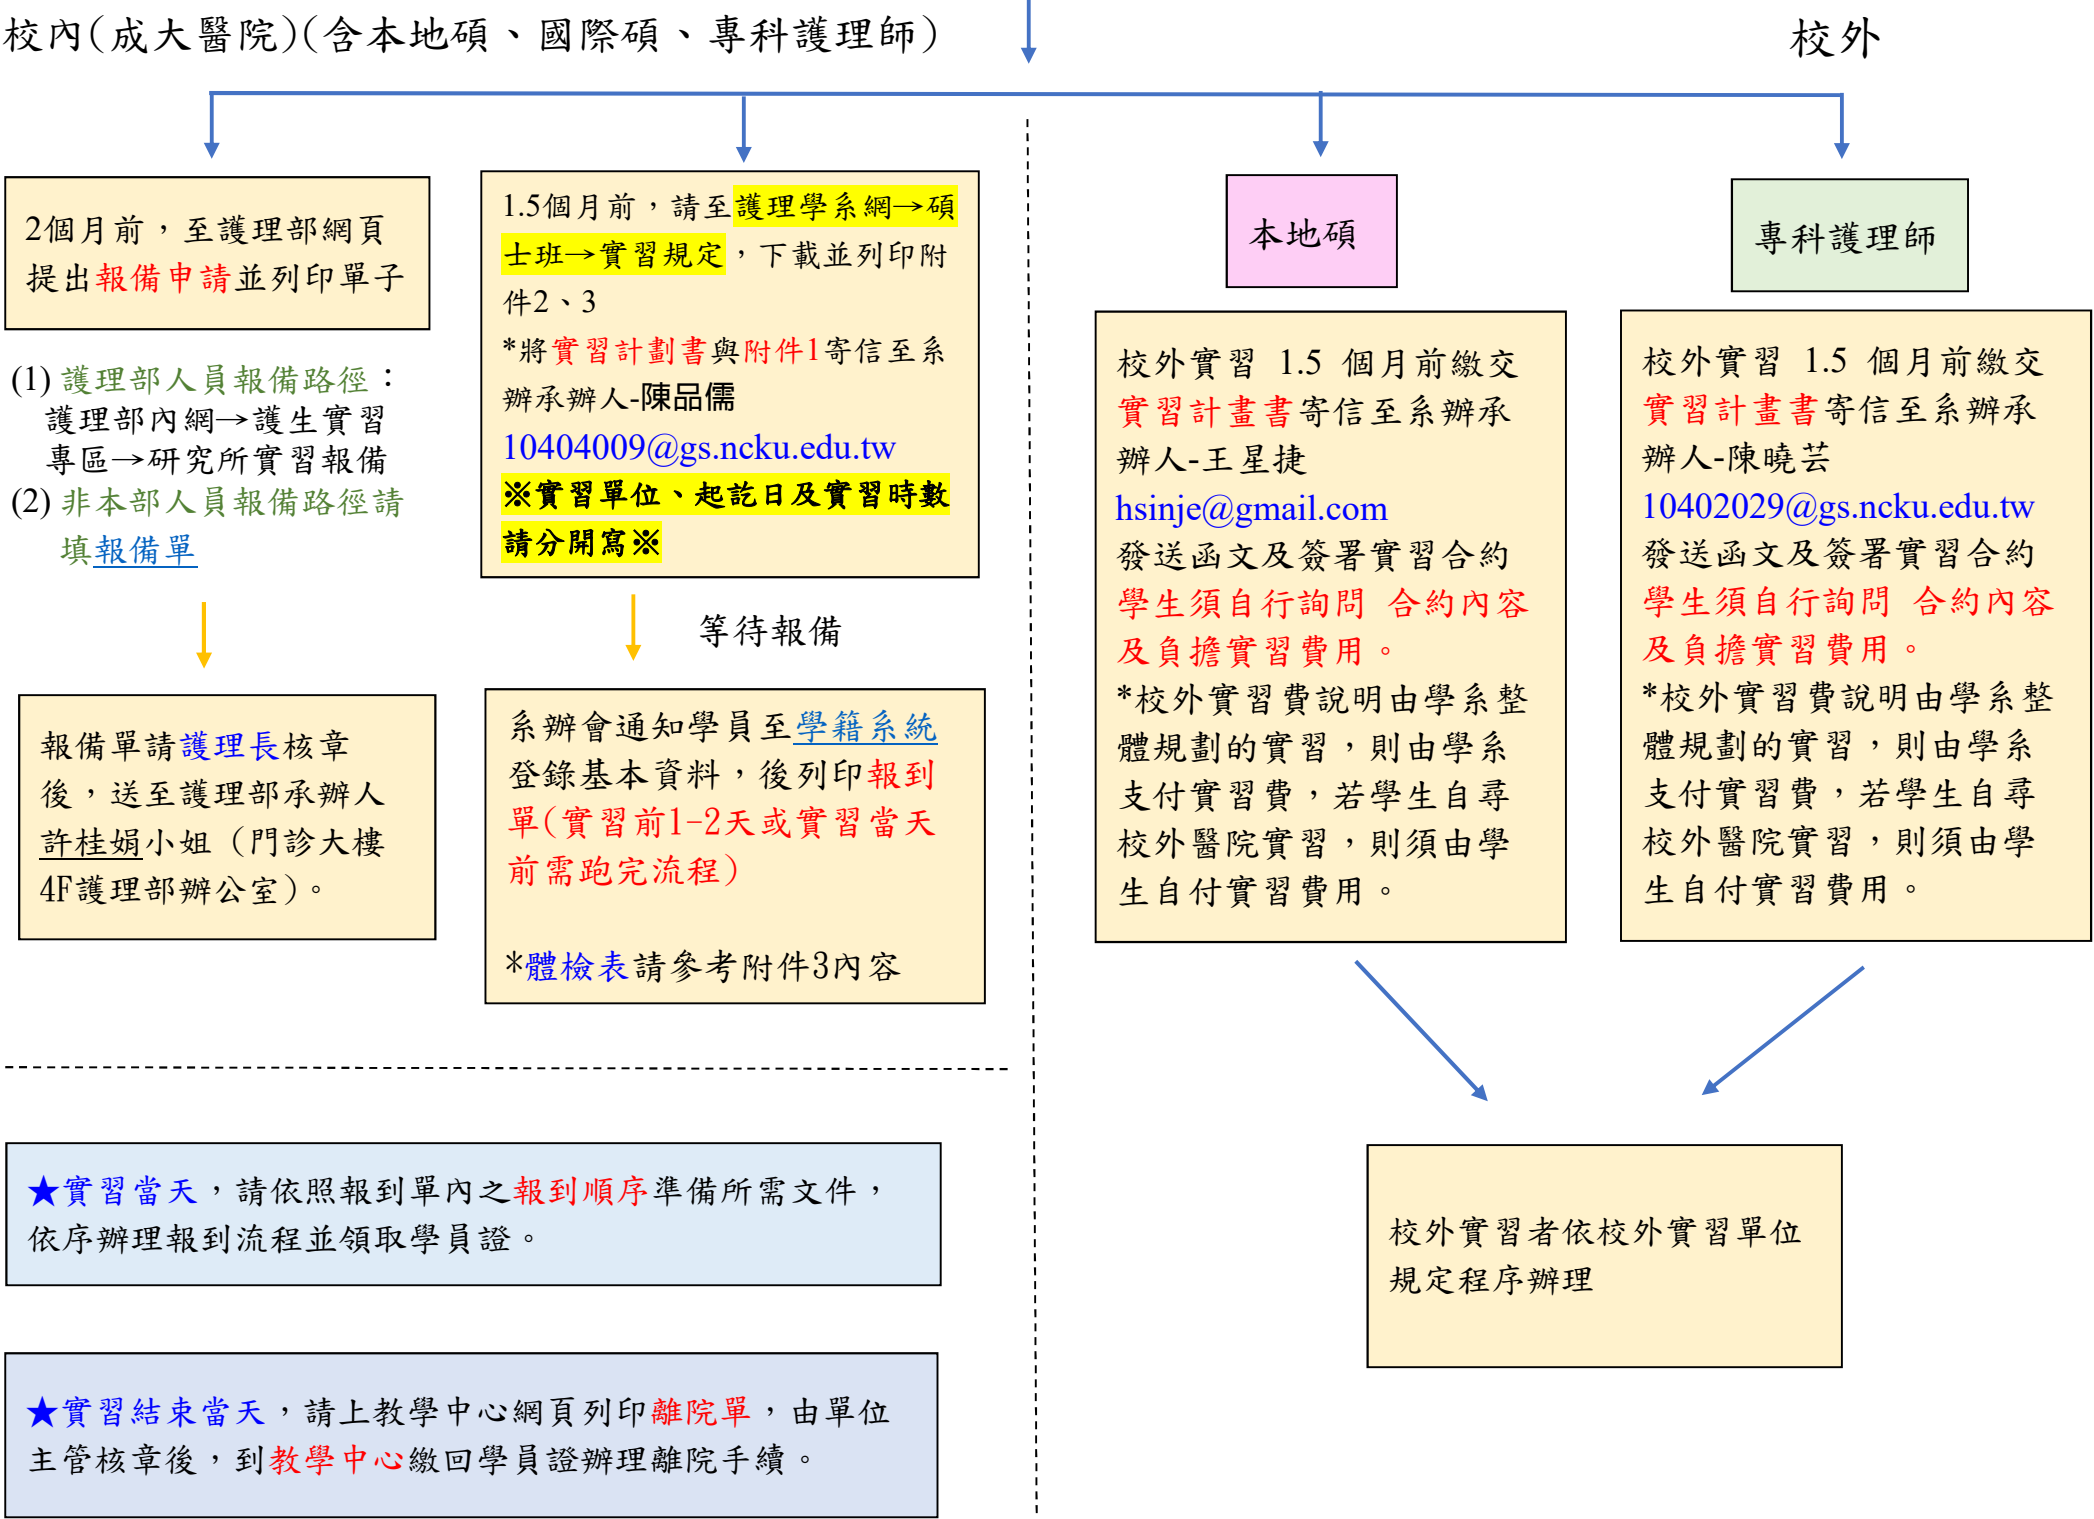 校內(成大醫院)(含本地碩、國際碩、專科護理師)
校外
2個月前，至護理部網頁
提出報備申請並列印單子
(1) 護理部人員報備路徑：
護理部內網→護生實習
專區→研究所實習報備
(2) 非本部人員報備路徑請
填報備單
報備單請護理長核章
後，送至護理部承辦人
許桂娟小姐（門診大樓
4F護理部辦公室)。
1.5個月前，請至護理學系網→碩
士班→實習規定，下載並列印附
件2、3
*將實習計劃書與附件1寄信至系
辦承辦人-陳品儒
10404009@gs.ncku.edu.tw
※實習單位、起訖日及實習時數
請分開寫※
等待報備
系辦會通知學員至學籍系統
登錄基本資料，後列印報到
單(實習前1-2天或實習當天
前需跑完流程)
*體檢表請參考附件3內容
本地碩
校外實習 1.5 個月前繳交
實習計畫書寄信至系辦承
辦人-王星捷
hsinje@gmail.com
發送函文及簽署實習合約
學生須自行詢問 合約內容
及負擔實習費用。
*校外實習費說明由學系整
體規劃的實習，則由學系
支付實習費，若學生自尋
校外醫院實習，則須由學
生自付實習費用。
專科護理師
校外實習 1.5 個月前繳交
實習計畫書寄信至系辦承
辦人-陳曉芸
10402029@gs.ncku.edu.tw
發送函文及簽署實習合約
學生須自行詢問 合約內容
及負擔實習費用。
*校外實習費說明由學系整
體規劃的實習，則由學系
支付實習費，若學生自尋
校外醫院實習，則須由學
生自付實習費用。
校外實習者依校外實習單位
規定程序辦理
★實習當天，請依照報到單內之報到順序準備所需文件，
依序辦理報到流程並領取學員證。
★實習結束當天，請上教學中心網頁列印離院單，由單位
主管核章後，到教學中心繳回學員證辦理離院手續。